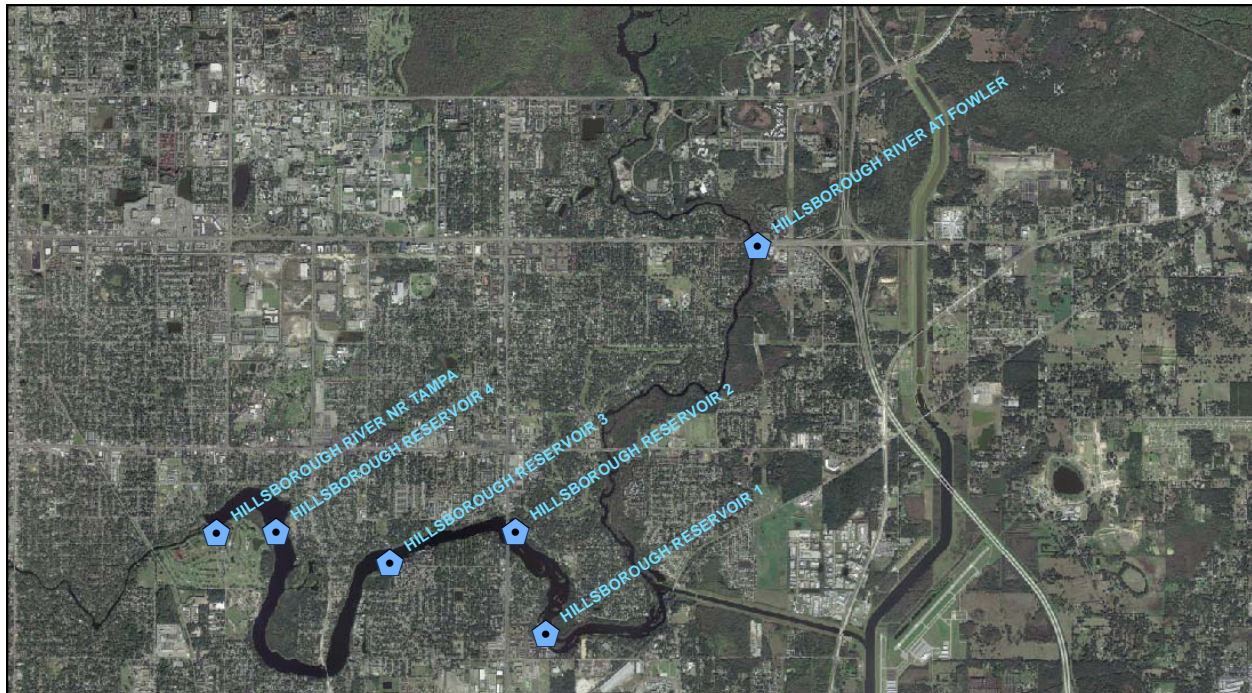 HILLSBOROUGH RIVER AT FOWLER
HILLSBOROUGH RIVER NR TAMPA
HILLSBOROUGH RESERVOIR 4
HILLSBOROUGH RESERVOIR 3
HILLSBOROUGH RESERVOIR 2
HILLSBOROUGH RESERVOIR 1